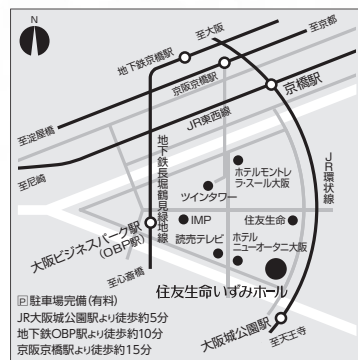 N
至大阪
至京都
地下鉄京橋駅
京阪京橋駅
京橋駅
至淀屋橋
JR東西線
至尼崎
地下鉄長堀鶴見緑地線
JR環状線
ホテルモントレ
ラ・スール大阪
ツインタワー
IMP
住友生命
大阪ビジネスパーク駅
(OBP駅)
読売テレビ
ホテル
ニューオータニ大阪
至心斎橋
住友生命いずみホール
P駐車場完備(有料)
JR大阪城公園駅より徒歩約5分
地下鉄OBP駅より徒歩約10分
京阪京橋駅より徒歩約15分
大阪城公園駅
至天王寺